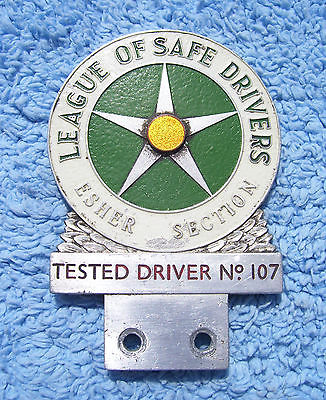 LEAGUE OF SAFE DRIVERS
ESHER SECTION
TESTED DRIVER Nº 107